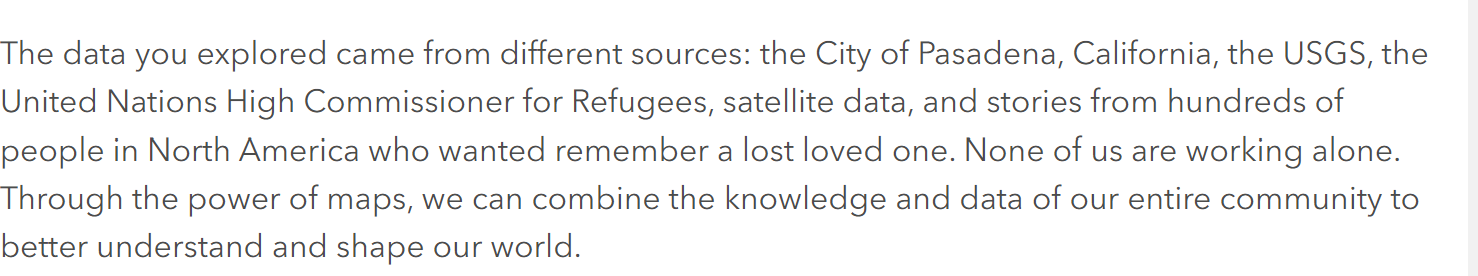 The data you explored came from different sources: the City of Pasadena, California, the USGS, the
United Nations High Commissioner for Refugees, satellite data, and stories from hundreds of
people in North America who wanted remember a lost loved one. None of us are working alone.
Through the power of maps, we can combine the knowledge and data of our entire community to
better understand and shape our world.